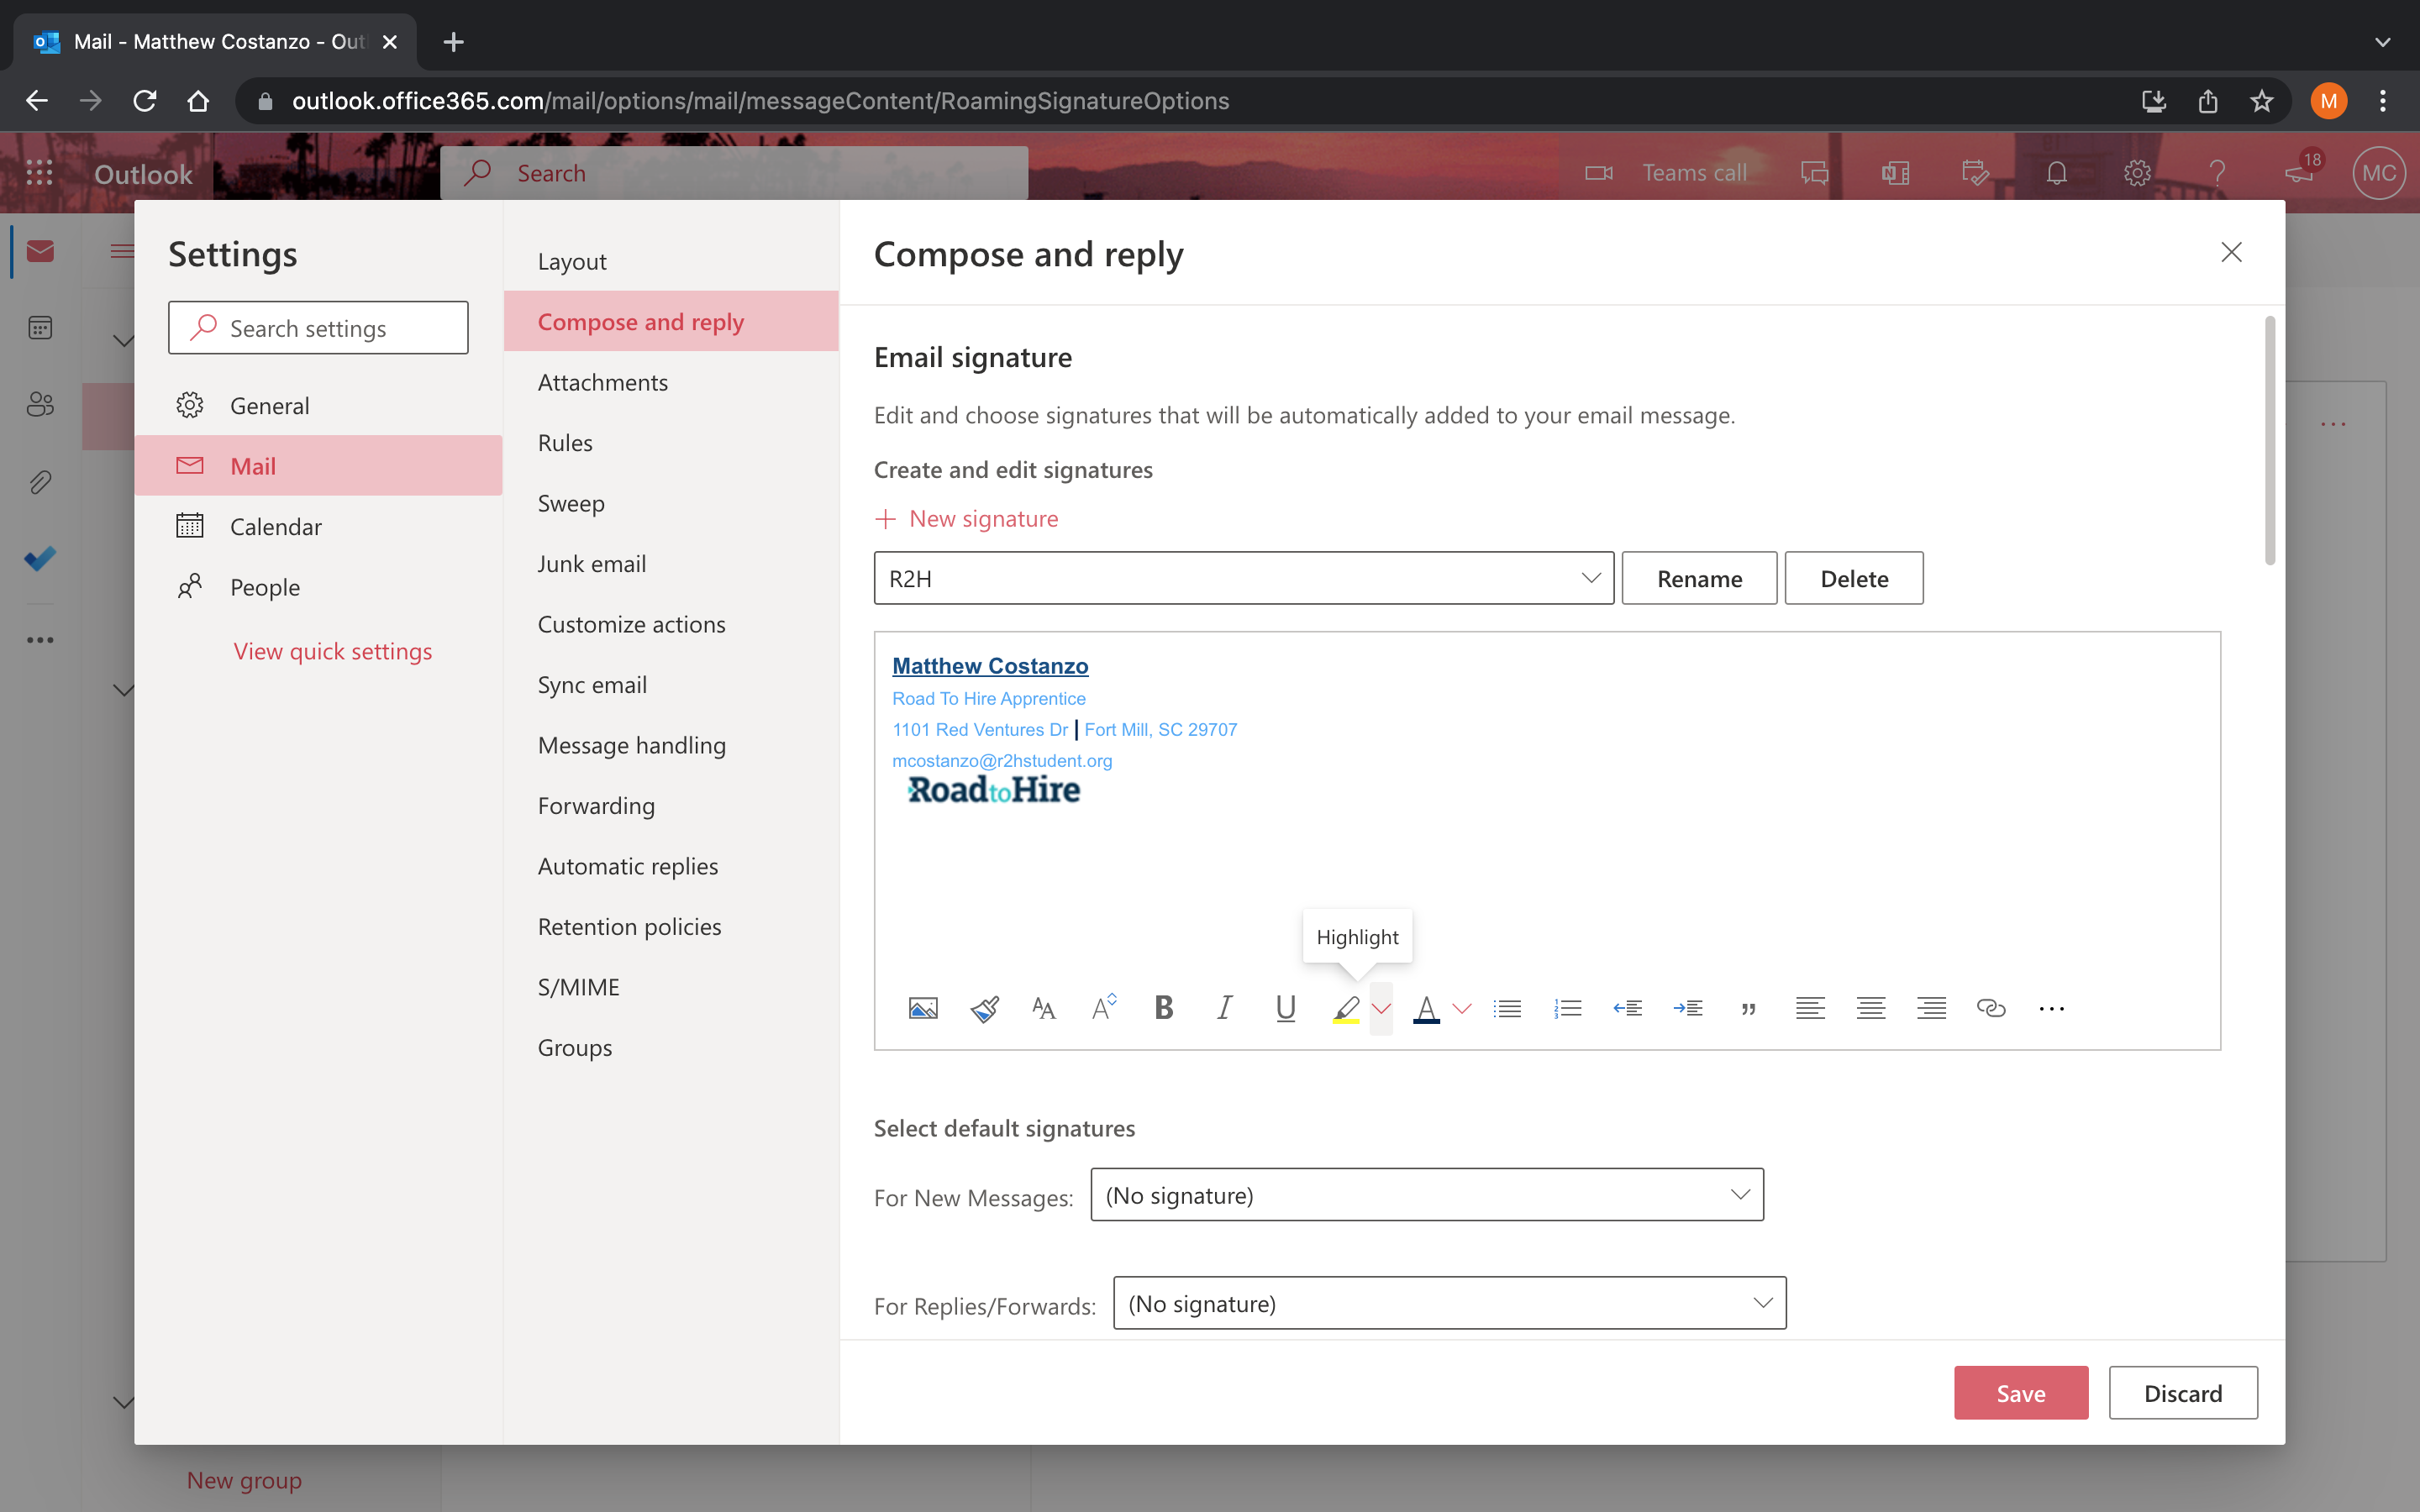 Mail - Matthew Costanzo - Out
outlook.office365.com/mail/options/mail/messageContent/RoamingSignatureOptions
M
Outlook
Search
Teams call
18
MC
Settings
Search settings
General
Mail
Calendar
People
View quick settings
Layout
Compose and reply
Attachments
Rules
Sweep
Junk email
Customize actions
Sync email
Message handling
Forwarding
Automatic replies
Retention policies
S/MIME
Groups
Compose and reply
Email signature
Edit and choose signatures that will be automatically added to your email message.
Create and edit signatures
New signature
R2H
Rename
Delete
Matthew Costanzo
Road To Hire Apprentice
1101 Red Ventures Dr | Fort Mill, SC 29707
mcostanzo@r2hstudent.org
RoadtoHire
Highlight
Select default signatures
For New Messages: (No signature)
For Replies/Forwards: (No signature)
Save
Discard
New group